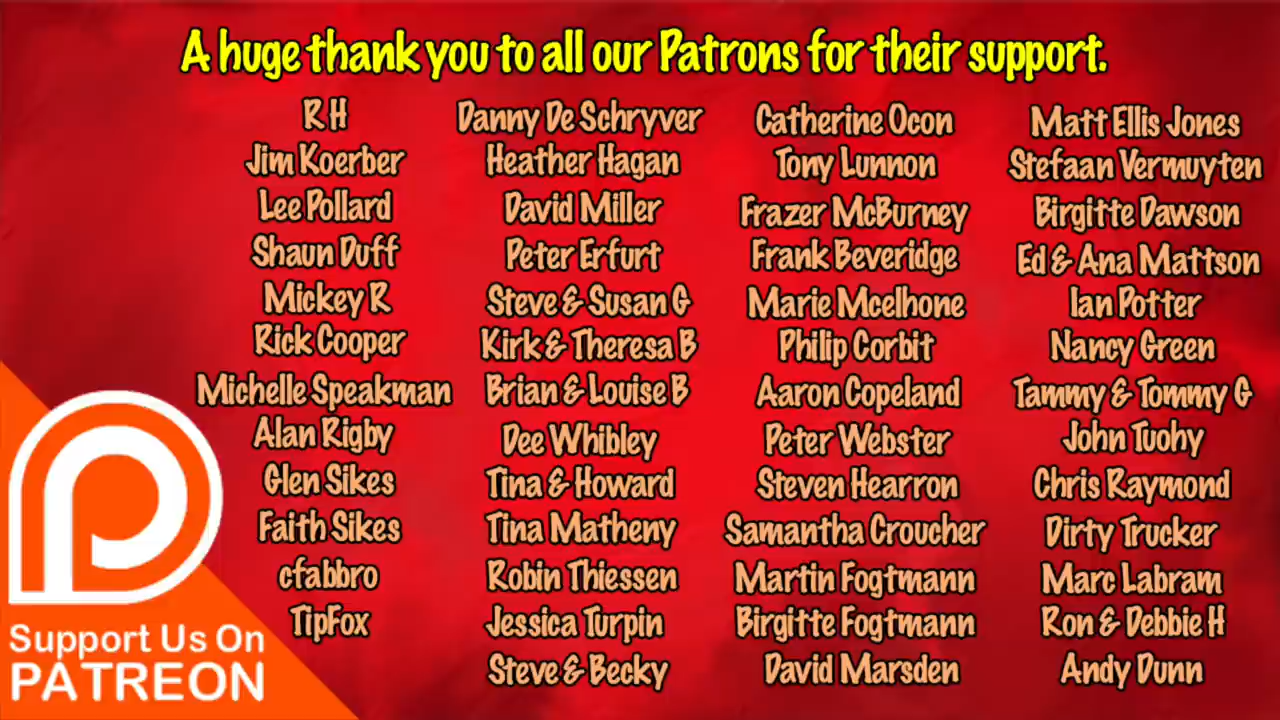 A huge thank you to all our Patrons for their support.
R H
Jim Koerber
Lee Pollard
Shaun Duff
Mickey R
Rick Cooper
Michelle Speakman
Alan Rigby
Glen Sikes
Faith Sikes
cfabbro
TipFox
Danny De Schryver
Heather Hagan
David Miller
Peter Erfurt
Steve & Susan G
Kirk & Theresa B
Brian & Louise B
Dee Whibley
Tina & Howard
Tina Matheny
Robin Thiessen
Jessica Turpin
Steve & Becky
Catherine Ocon
Tony Lunnon
Frazer McBurney
Frank Beveridge
Marie Mcelhone
Philip Corbit
Aaron Copeland
Peter Webster
Steven Hearron
Samantha Croucher
Martin Fogtmann
Birgitte Fogtmann
David Marsden
Matt Ellis Jones
Stefaan Vermuyten
Birgitte Dawson
Ed & Ana Mattson
Ian Potter
Nancy Green
Tammy & Tommy G
John Tuohy
Chris Raymond
Dirty Trucker
Marc Labram
Ron & Debbie H
Andy Dunn
Support Us On
PATREON